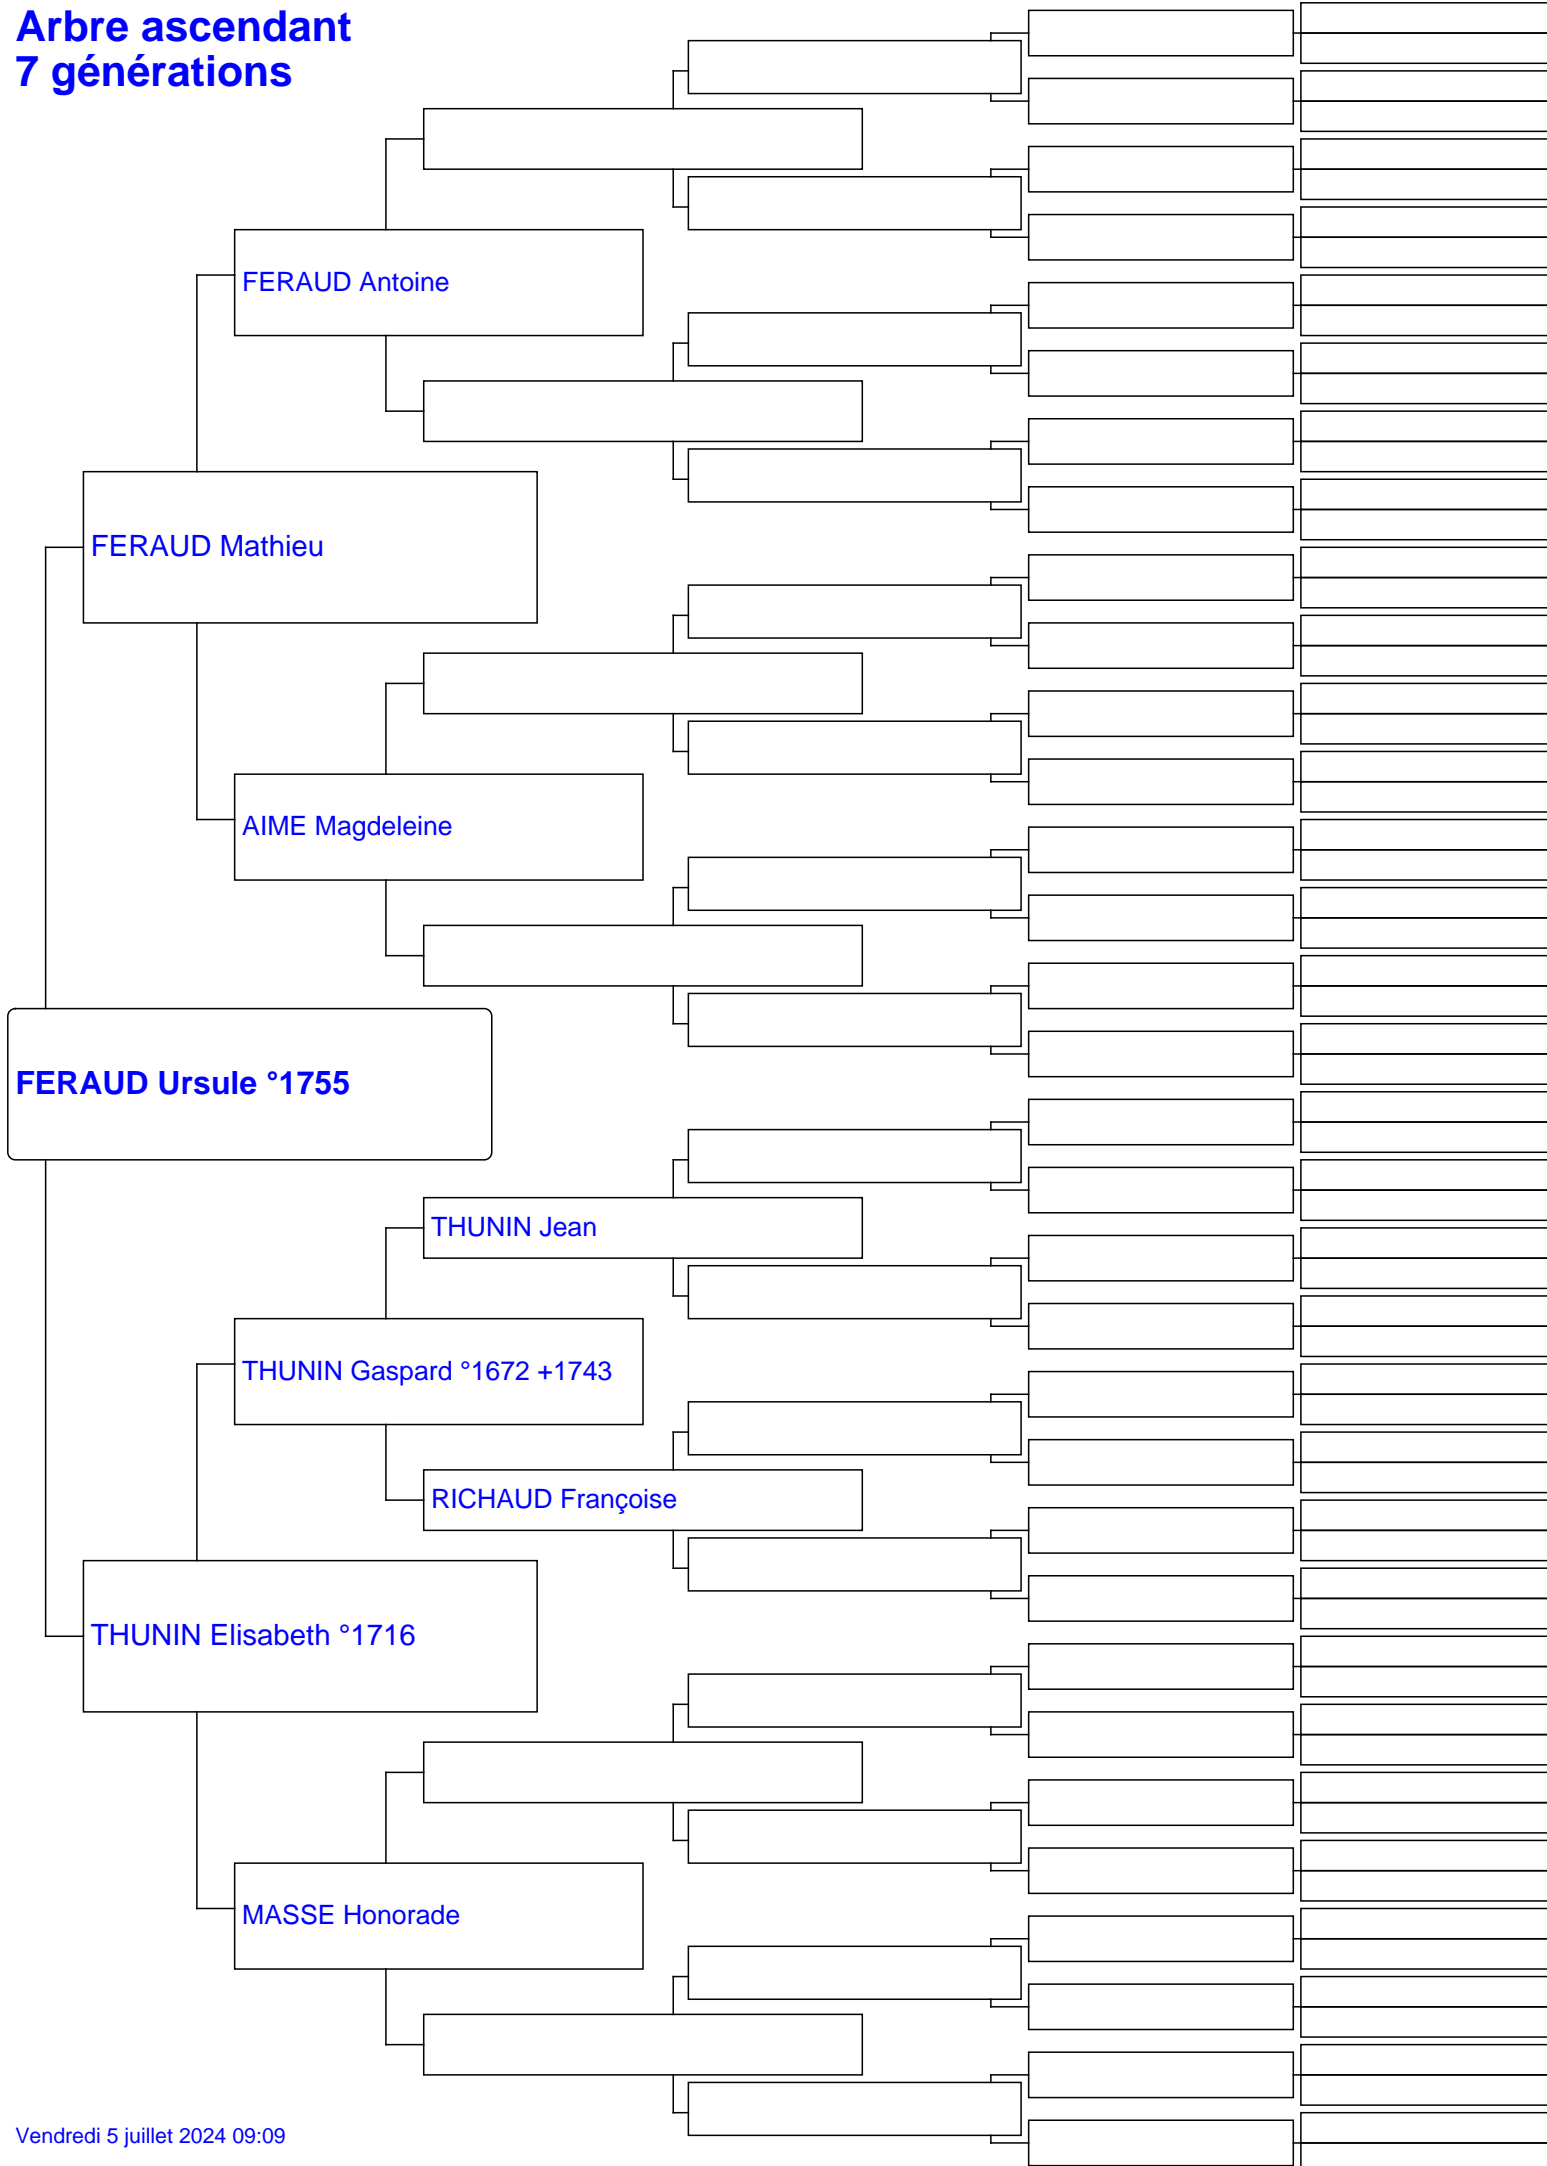 Arbre ascendant
7 générations
FERAUD Antoine
FERAUD Mathieu
AIME Magdeleine
FERAUD Ursule °1755
THUNIN Jean
THUNIN Gaspard °1672 +1743
RICHAUD Françoise
THUNIN Elisabeth °1716
MASSE Honorade
Vendredi 5 juillet 2024 09:09